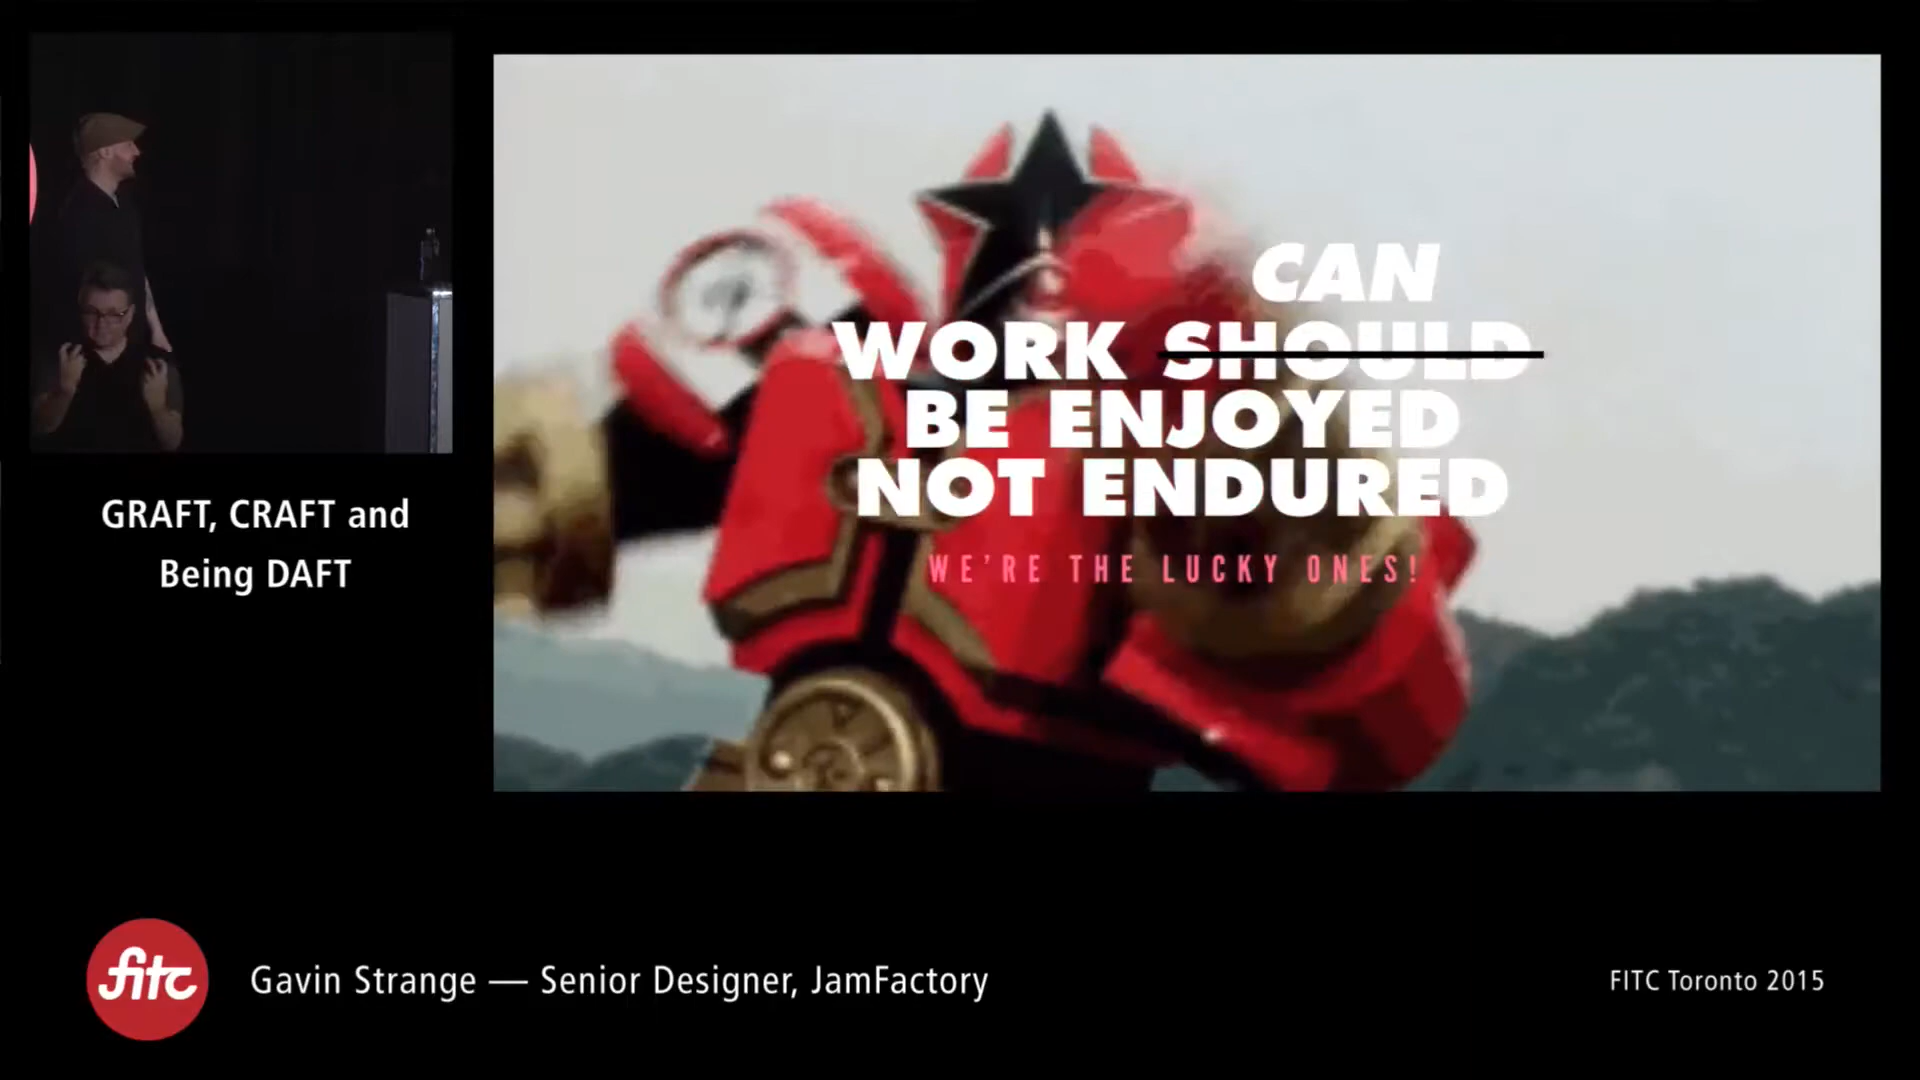 CAN
WORK SHOULD
BE ENJOYED
NOT ENDURED
WE'RE THE LUCKY ONES!
GRAFT, CRAFT and
Being DAFT
fitc
Gavin Strange — Senior Designer, JamFactory
FITC Toronto 2015